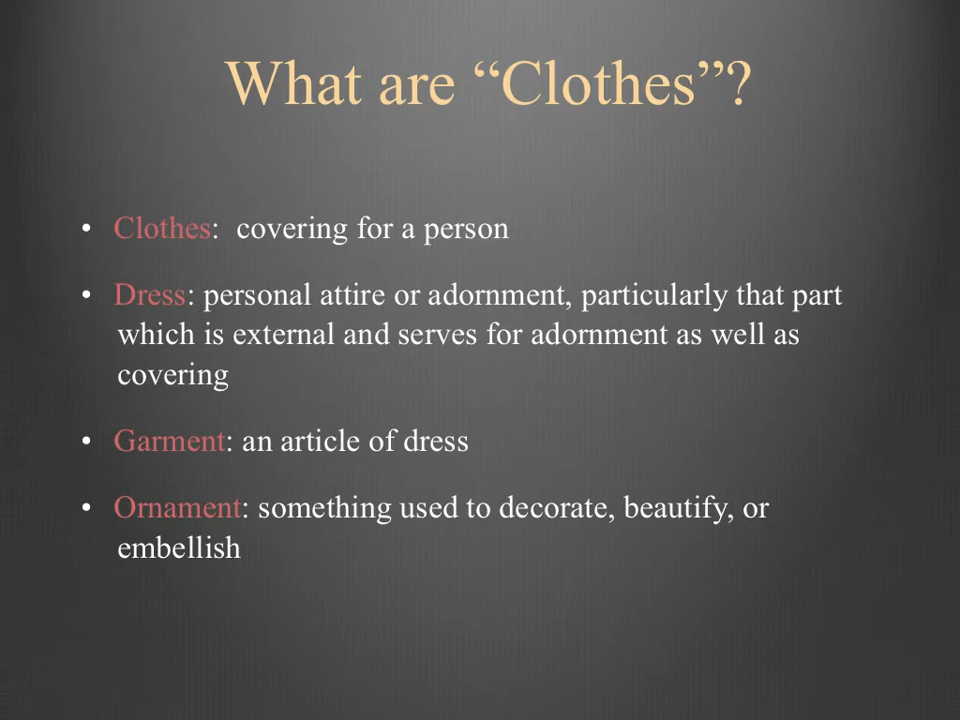 What are “Clothes”?
• Clothes:  covering for a person
• Dress: personal attire or adornment, particularly that part
which is external and serves for adornment as well as
covering
• Garment: an article of dress
• Ornament: something used to decorate, beautify, or
embellish